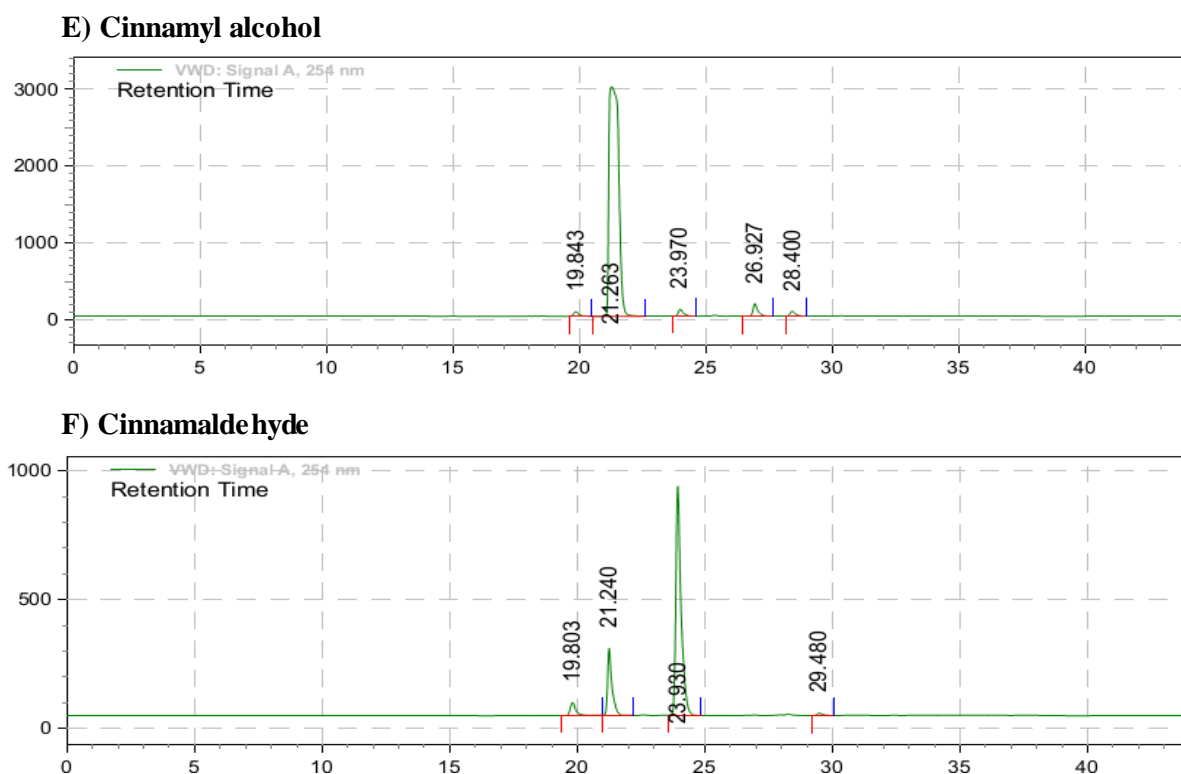 E) Cinnamyl alcohol
VWD: Signal A, 254 nm
Retention Time
3000
2000
1000
0
19.843
21.263
23.970
26.927
28.400
0 5 10 15 20 25 30 35 40
F) Cinnamaldehyde
VWD: Signal A, 254 nm
Retention Time
1000
500
0
19.803
21.240
23.930
29.480
0 5 10 15 20 25 30 35 40